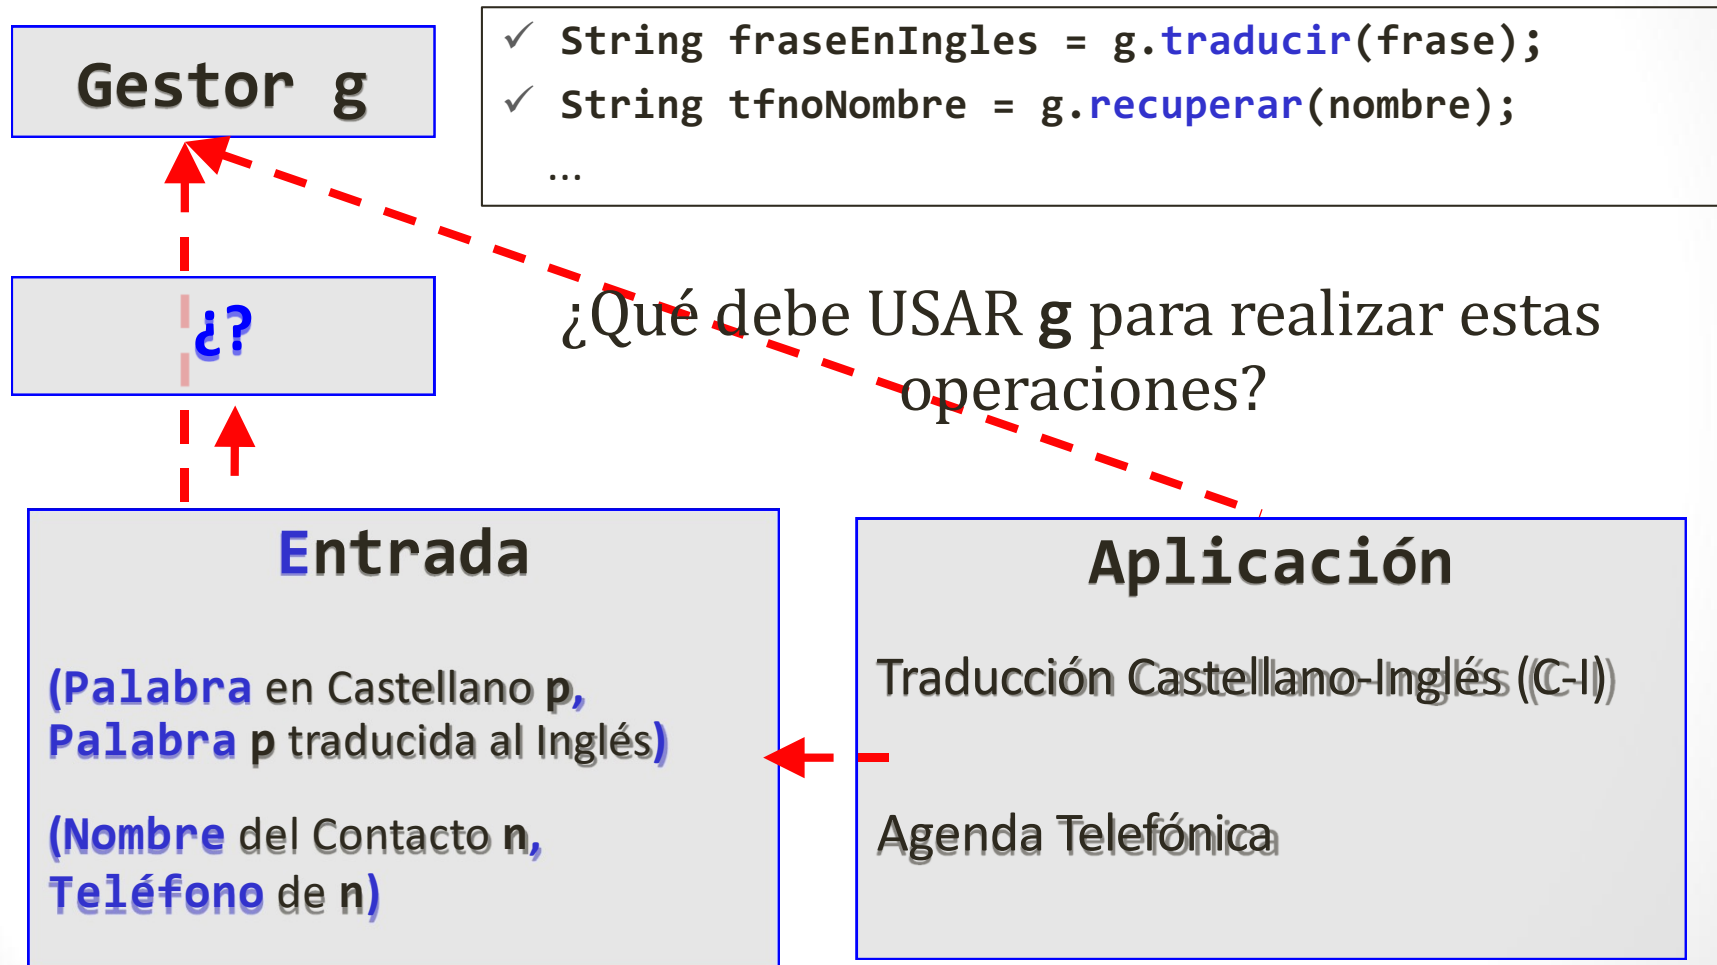 Gestor g
✓ String fraseEnIngles = g.traducir(frase);
✓ String tfnoNombre = g.recuperar(nombre);
...
¿?
¿Qué debe USAR g para realizar estas
operaciones?
Entrada
(Palabra en Castellano p,
Palabra p traducida al Inglés)
(Nombre del Contacto n,
Teléfono de n)
Aplicación
Traducción Castellano-Inglés (C-I)
Agenda Telefónica